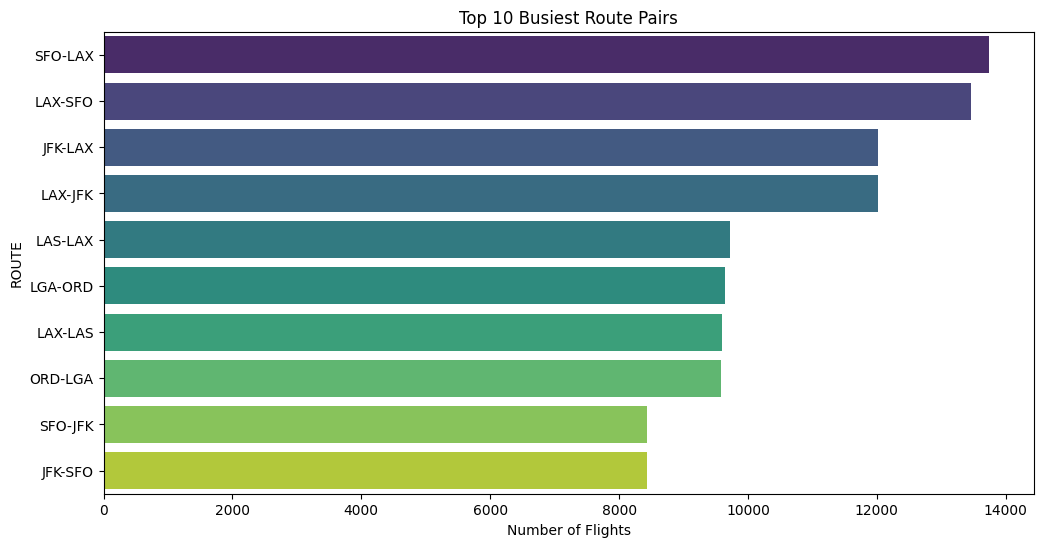 Top 10 Busiest Route Pairs
SFO-LAX
LAX-SFO
JFK-LAX
LAX-JFK
LAS-LAX
LGA-ORD
LAX-LAS
ORD-LGA
SFO-JFK
JFK-SFO
ROUTE
0 2000 4000 6000 8000 10000 12000 14000
Number of Flights